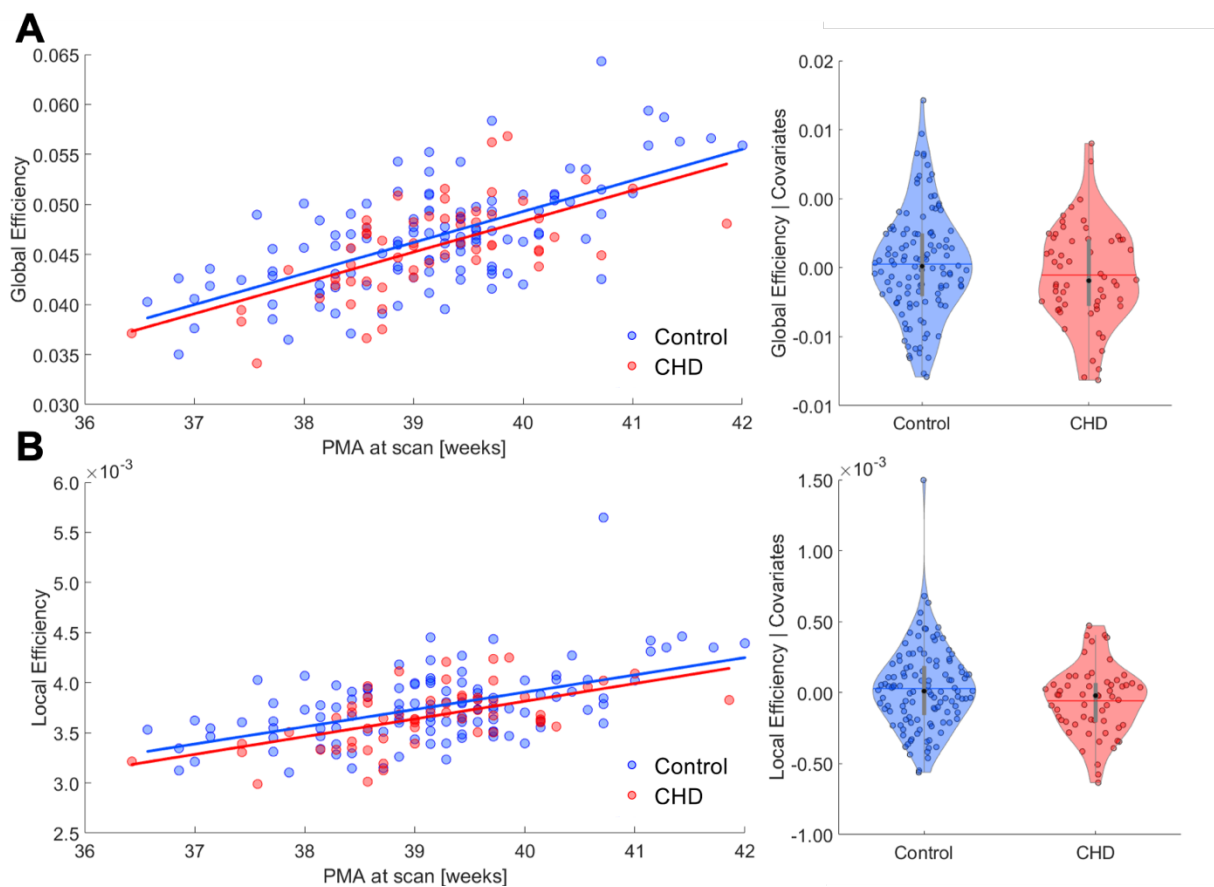 A
0.065
0.060
0.055
0.050
0.045
0.040
0.035
0.030
Global Efficiency
36 37 38 39 40 41 42
PMA at scan [weeks]
Control
CHD
0.02
0.01
0.00
0.00
-0.01
-0.01
Global Efficiency | Covariates
Control CHD
B
×10-3
6.0
5.5
5.0
4.5
4.0
3.5
3.0
2.5
Local Efficiency
36 37 38 39 40 41 42
PMA at scan [weeks]
Control
CHD
×10-3
1.50
1.00
0.50
0.00
-0.50
-1.00
Local Efficiency | Covariates
Control CHD